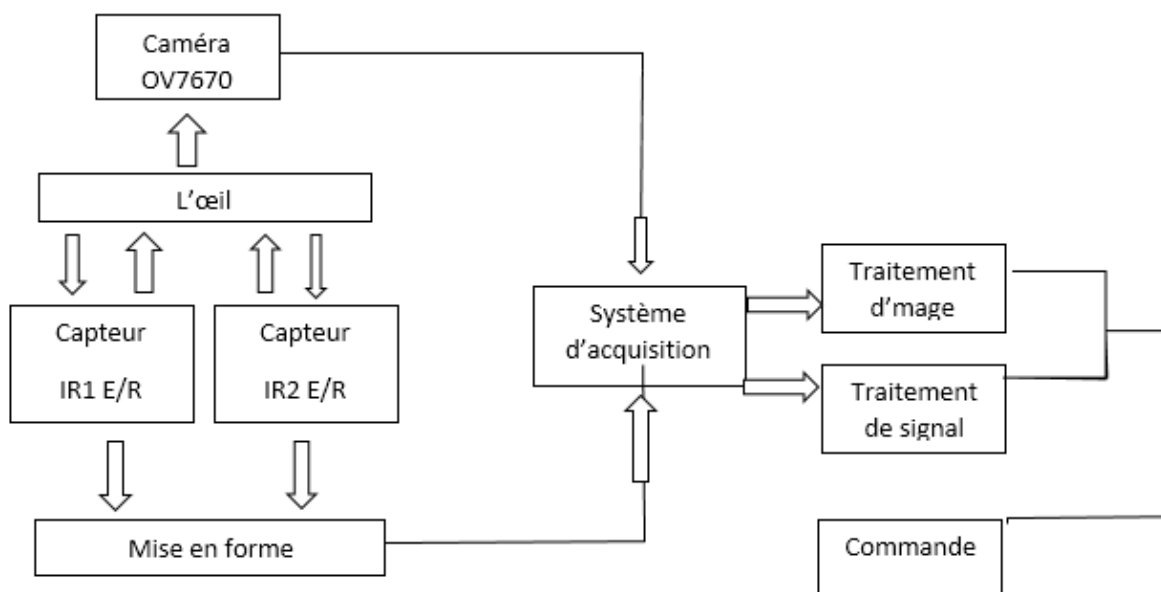 Caméra
OV7670
L'œil
Capteur
IR1 E/R
Capteur
IR2 E/R
Mise en forme
Système
d'acquisition
Traitement
d'mage
Traitement
de signal
Commande